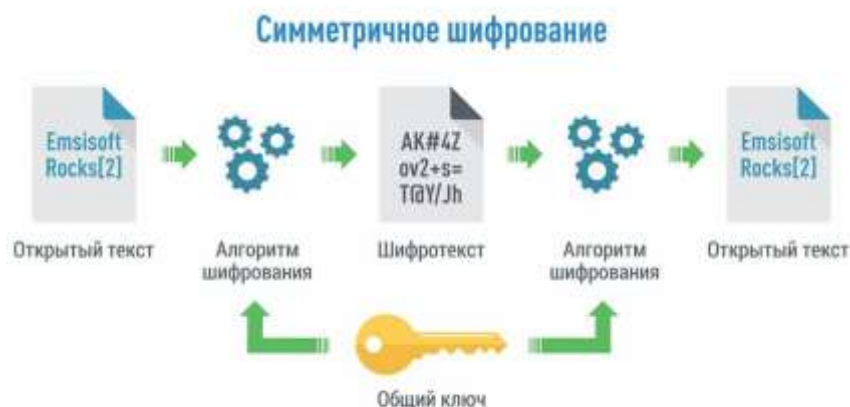 Симметричное шифрование
Emsisoft
Rocks[2]
AK#4Z
ov2+s=
T@Y/Jh
Emsisoft
Rocks[2]
Открытый текст
Алгоритм
шифрования
Шифротекст
Алгоритм
шифрования
Открытый текст
Общий ключ